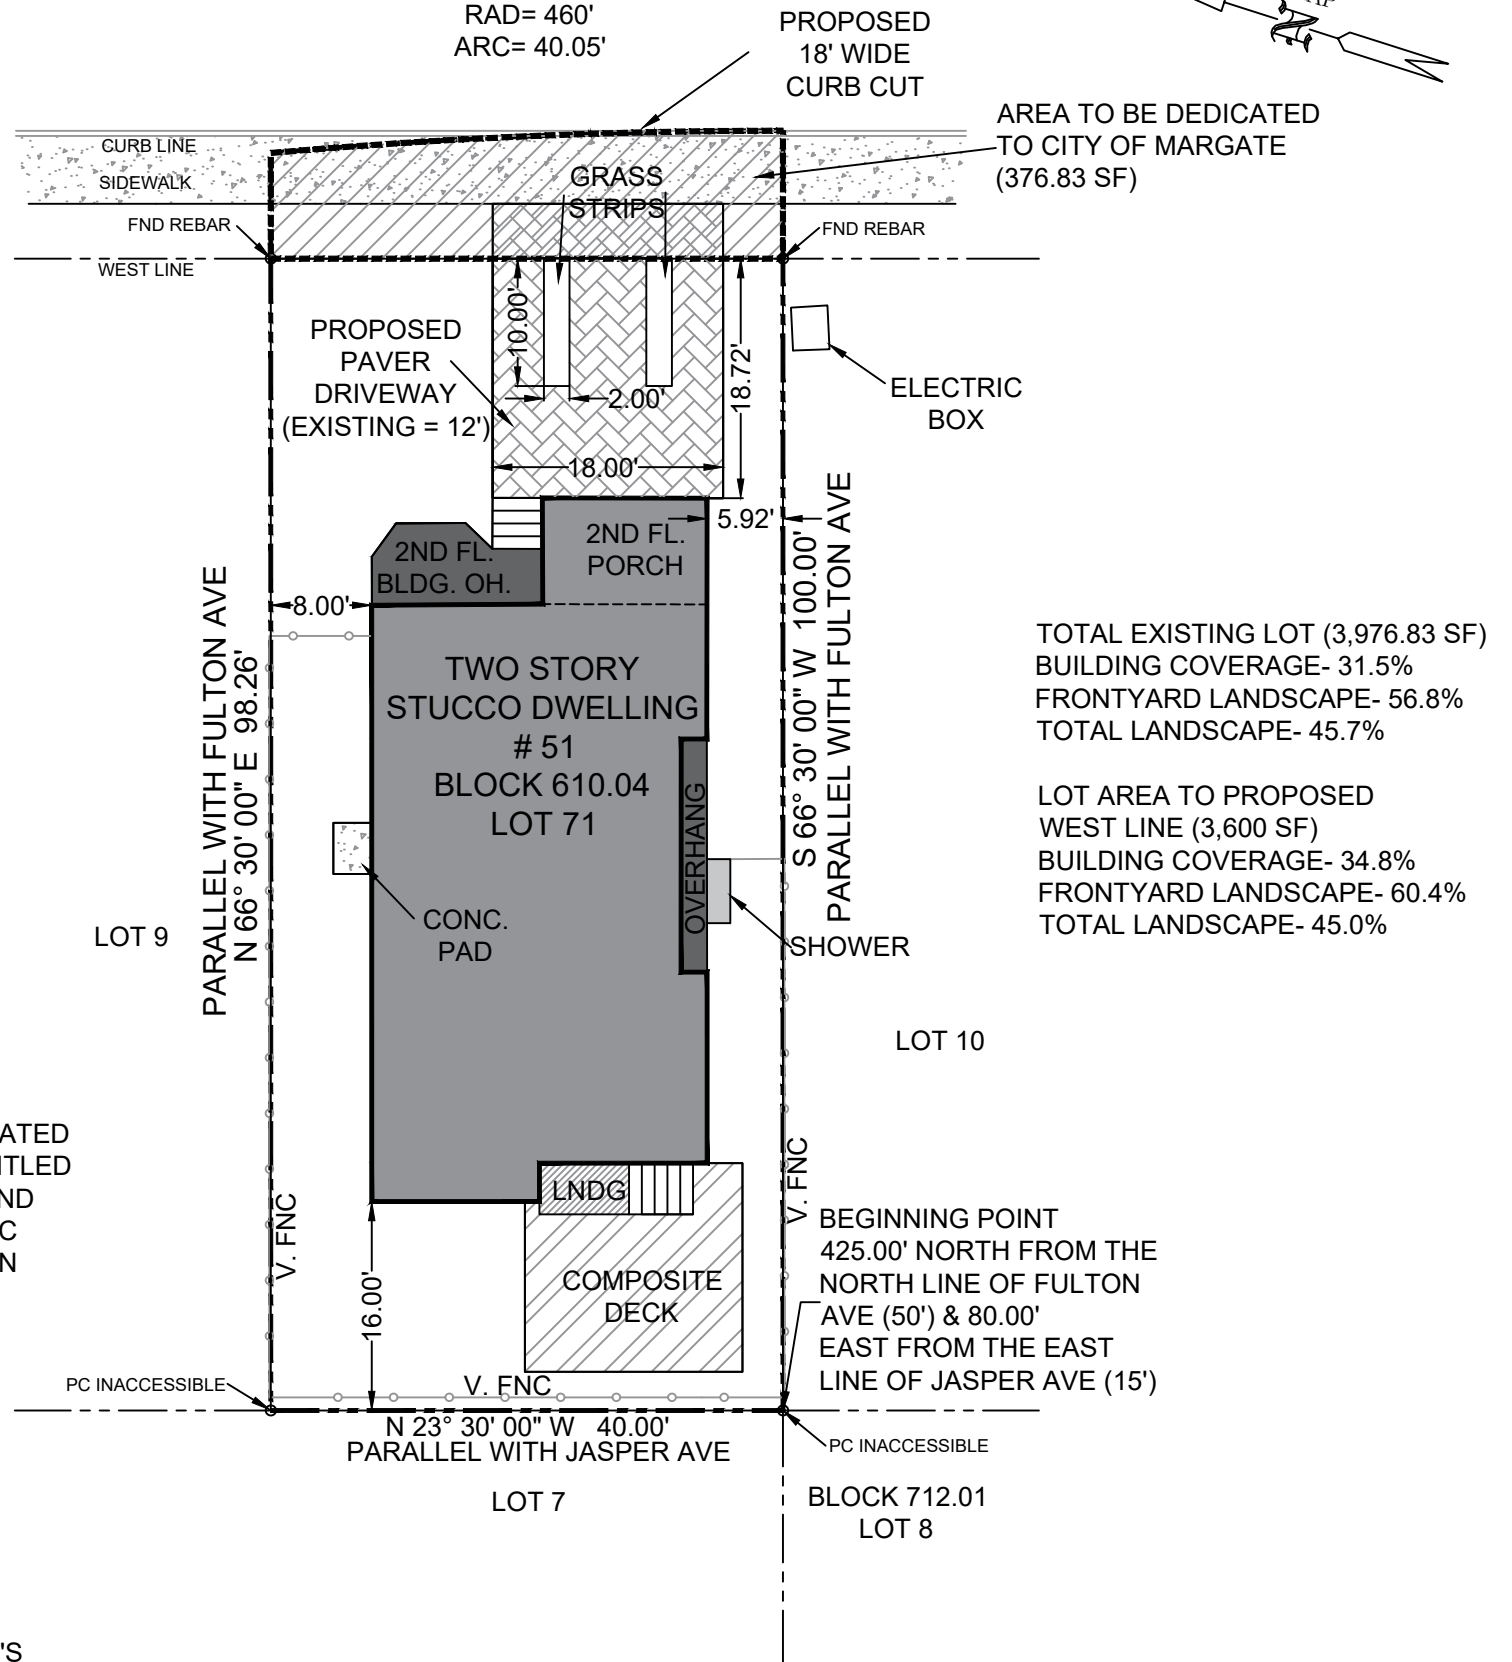 RAD= 460'
ARC= 40.05'
PROPOSED
18' WIDE
CURB CUT
AREA TO BE DEDICATED
TO CITY OF MARGATE
(376.83 SF)
CURB LINE
SIDEWALK
GRASS
STRIPS
FND REBAR
FND REBAR
WEST LINE
PROPOSED
PAVER
DRIVEWAY
(EXISTING = 12')
10.00'
2.00'
18.72'
18.00'
ELECTRIC
BOX
5.92'
2ND FL.
PORCH
2ND FL.
BLDG. OH.
8.00'
PARALLEL WITH FULTON AVE
N 66° 30' 00" E 98.26'
S 66° 30' 00" W 100.00'
PARALLEL WITH FULTON AVE
TWO STORY
STUCCO DWELLING
# 51
BLOCK 610.04
LOT 71
TOTAL EXISTING LOT (3,976.83 SF)
BUILDING COVERAGE- 31.5%
FRONTYARD LANDSCAPE- 56.8%
TOTAL LANDSCAPE- 45.7%
LOT AREA TO PROPOSED
WEST LINE (3,600 SF)
BUILDING COVERAGE- 34.8%
FRONTYARD LANDSCAPE- 60.4%
TOTAL LANDSCAPE- 45.0%
OVERHANG
CONC.
PAD
SHOWER
LOT 9
LOT 10
ATED
ITLED
ND
C
N
V. FNC
V. FNC
LNDG
COMPOSITE
DECK
16.00'
BEGINNING POINT
425.00' NORTH FROM THE
NORTH LINE OF FULTON
AVE (50') & 80.00'
EAST FROM THE EAST
LINE OF JASPER AVE (15')
PC INACCESSIBLE
V. FNC
N 23° 30' 00" W 40.00'
PARALLEL WITH JASPER AVE
PC INACCESSIBLE
LOT 7
BLOCK 712.01
LOT 8
'S